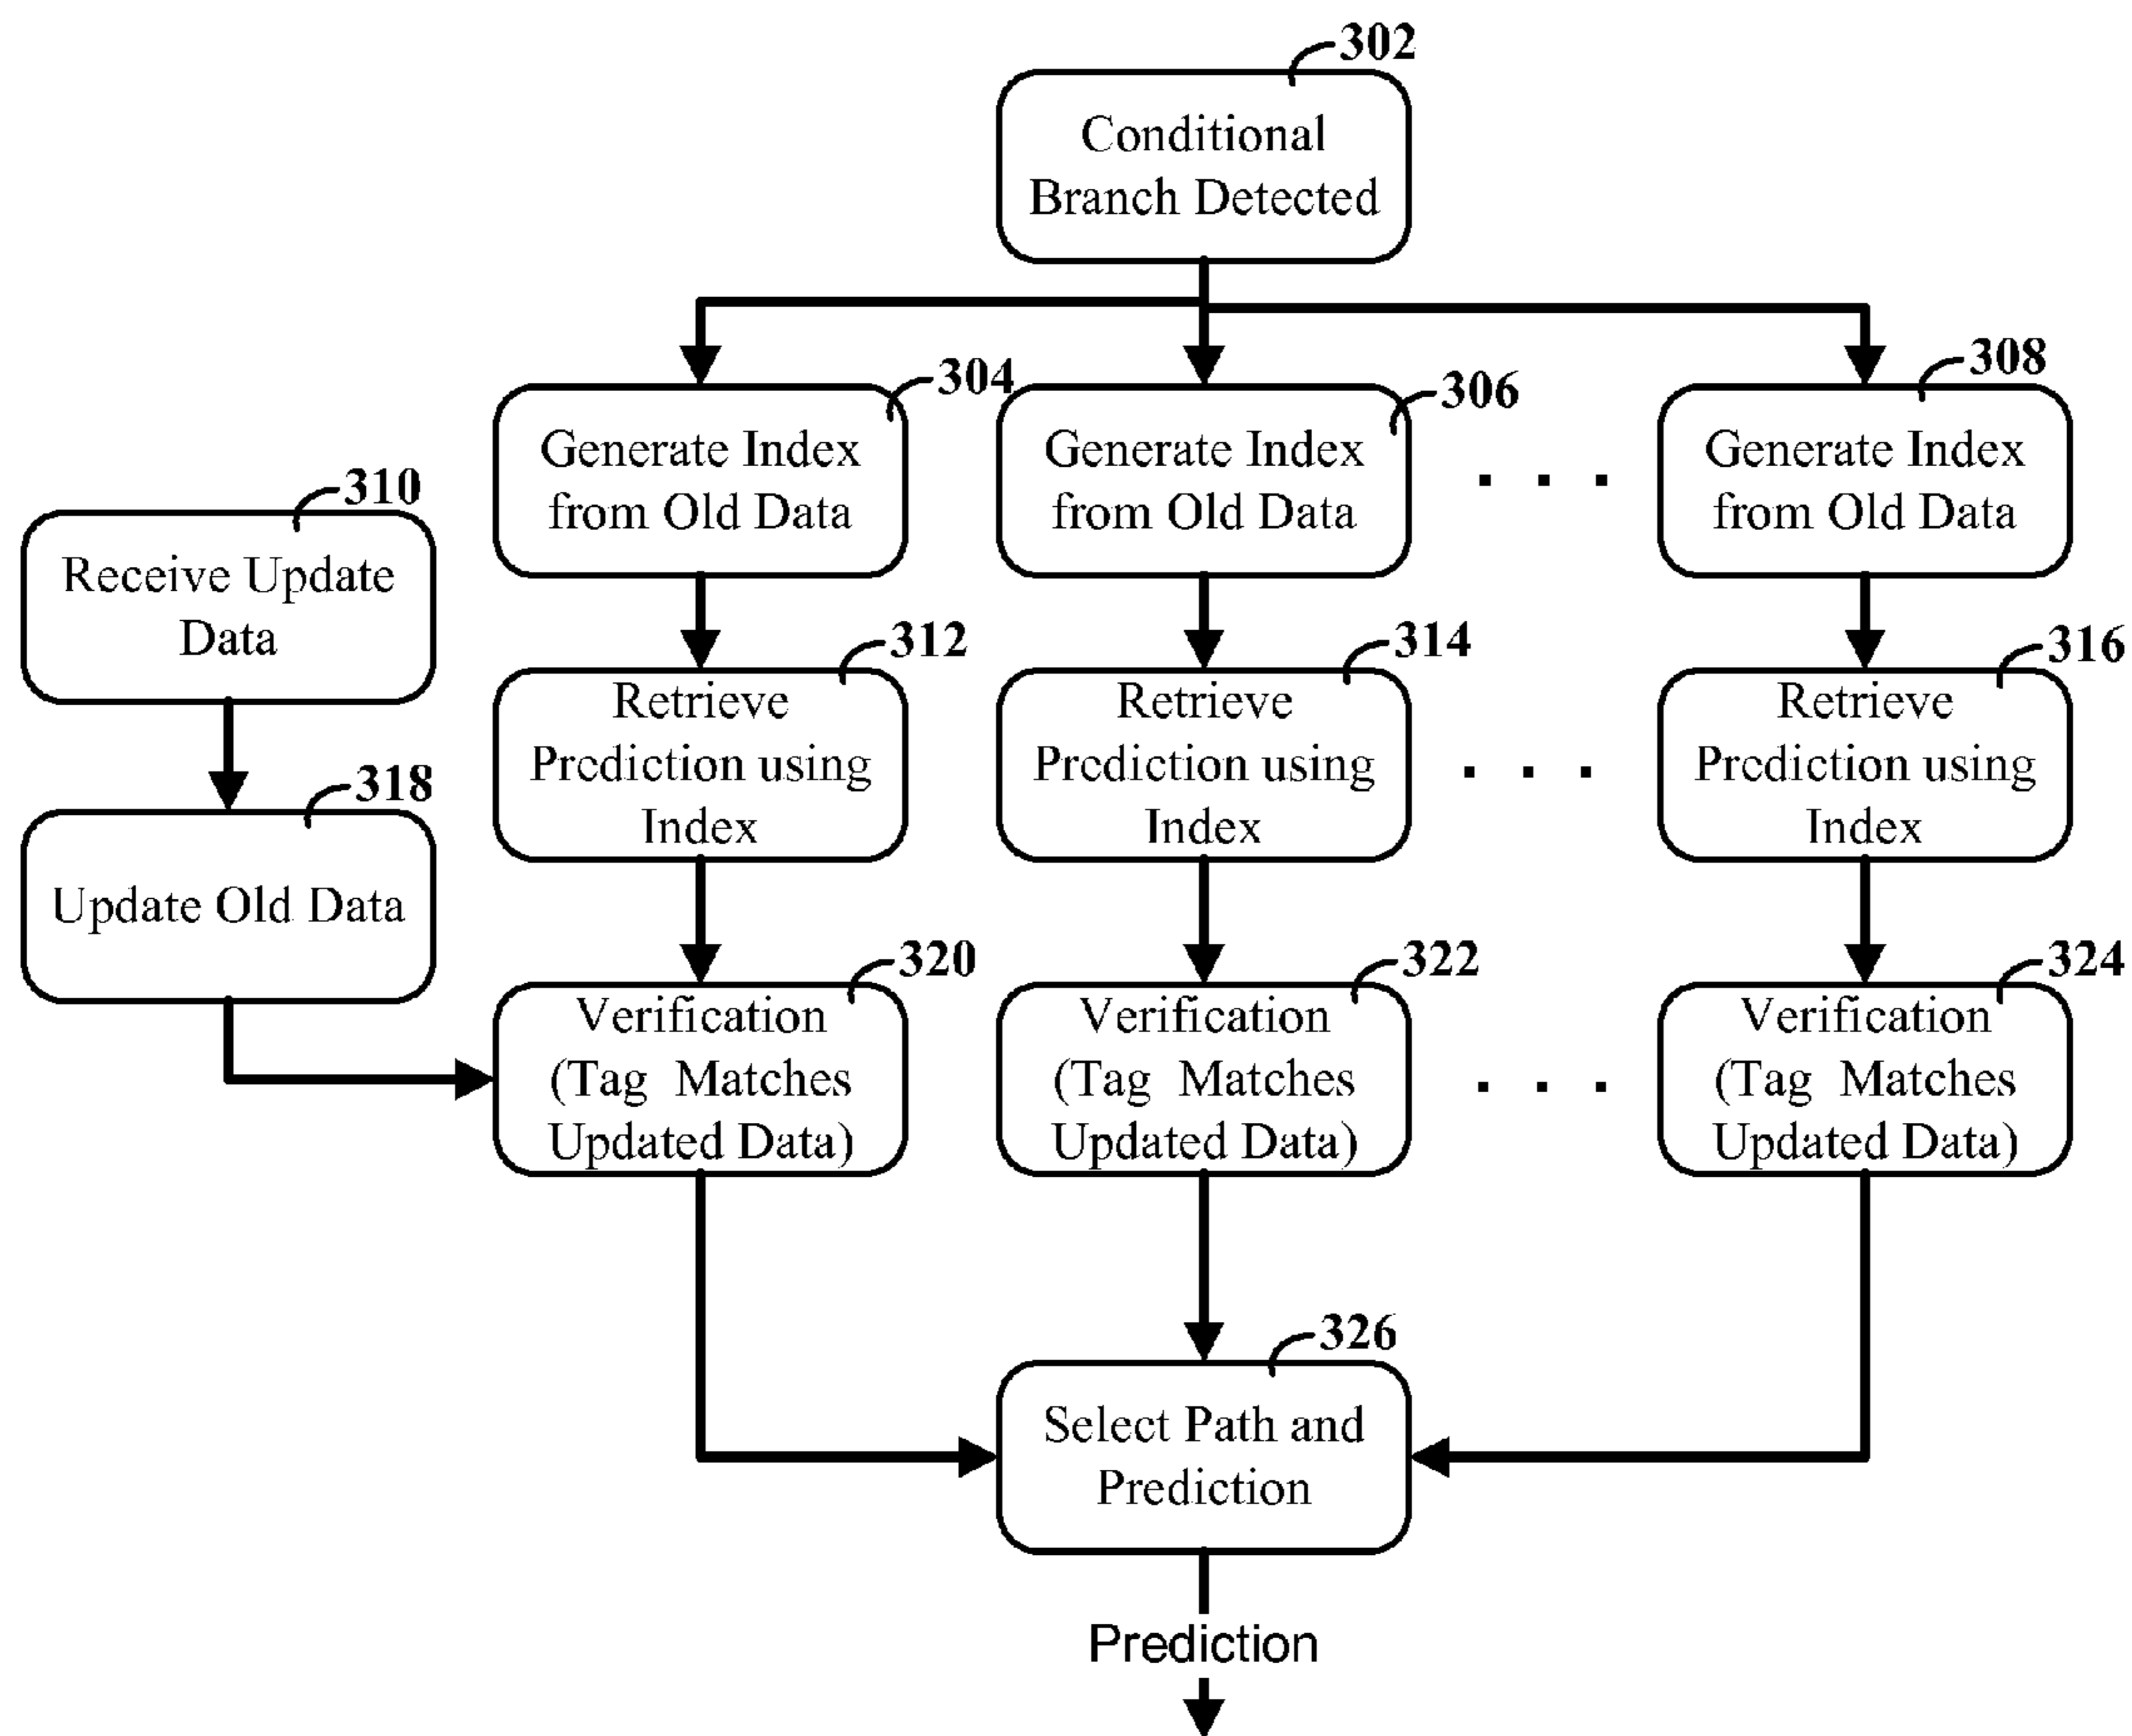 302
Conditional
Branch Detected
304
Generate Index
from Old Data
306
Generate Index
from Old Data
. . .
308
Generate Index
from Old Data
310
Receive Update
Data
312
Retrieve
Prediction using
Index
314
Retrieve
Prediction using
Index
. . .
316
Retrieve
Prediction using
Index
318
Update Old Data
320
Verification
(Tag Matches
Updated Data)
322
Verification
(Tag Matches
Updated Data)
. . .
324
Verification
(Tag Matches
Updated Data)
326
Select Path and
Prediction
Prediction